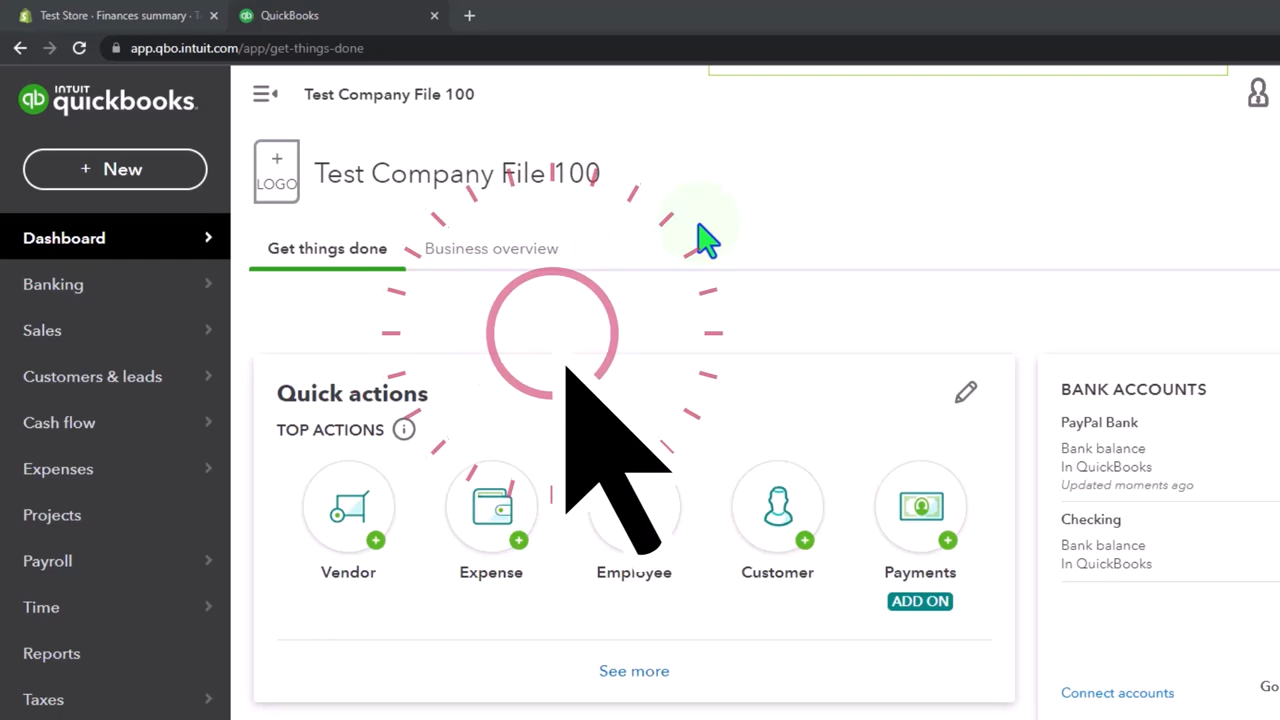 Test Store · Finances summary · T
QuickBooks
app.qbo.intuit.com/app/get-things-done
INTUIT
quickbooks.
qb
Test Company File 100
+ New
+
LOGO
Test Company File 100
Dashboard
Get things done
Business overview
Banking
Sales
Customers & leads
Cash flow
Expenses
Projects
Payroll
Time
Reports
Taxes
Quick actions
TOP ACTIONS
Vendor
Expense
Employee
Customer
Payments
ADD ON
See more
BANK ACCOUNTS
PayPal Bank
Bank balance
In QuickBooks
Updated moments ago
Checking
Bank balance
In QuickBooks
Connect accounts
Go